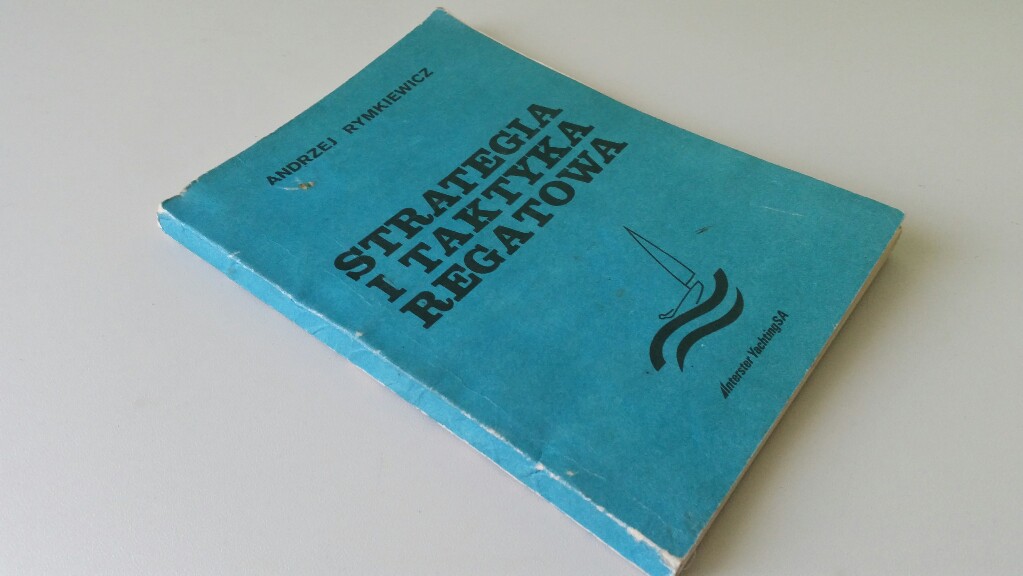 ANDRZEJ RYMKIEWICZ
STRATEGIA
I TAKTYKA
REGATOWA
Interster YachtingSA